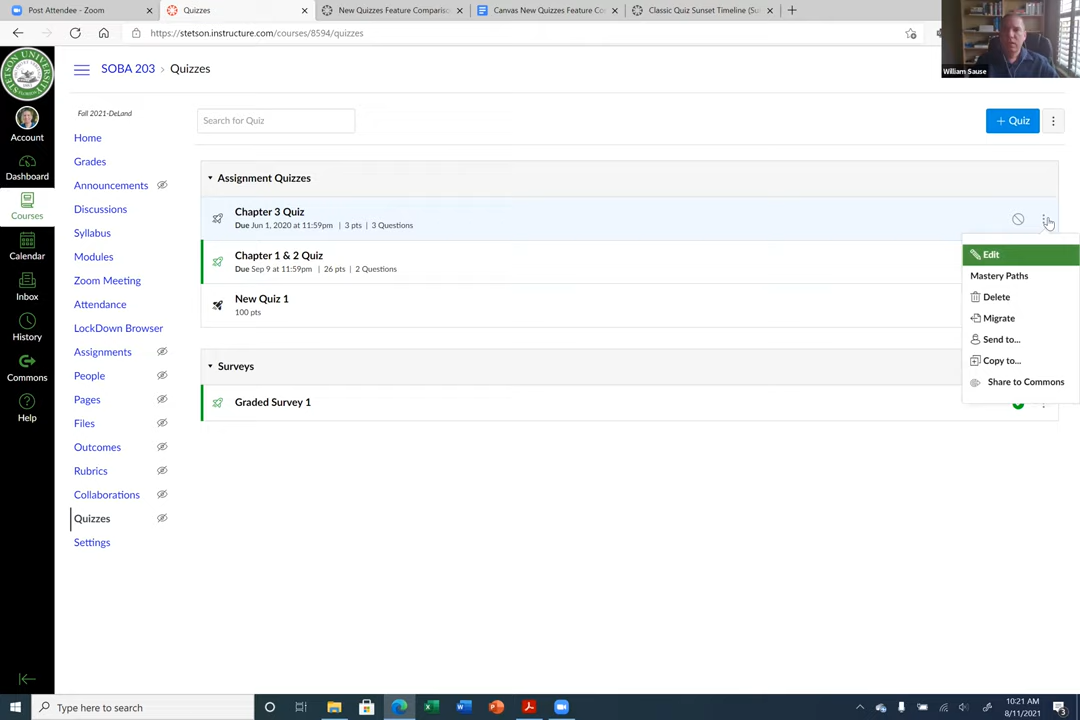 Post Attendee - Zoom
Quizzes
New Quizzes Feature Comparis
Canvas New Quizzes Feature Co
Classic Quiz Sunset Timeline (Su
https://stetson.instructure.com/courses/8594/quizzes
William Sause
SOBA 203 › Quizzes
Fall 2021-DeLand
Search for Quiz
+ Quiz
Account
Dashboard
Courses
Calendar
Inbox
History
Commons
Help
Home
Grades
Announcements
Discussions
Syllabus
Modules
Zoom Meeting
Attendance
LockDown Browser
Assignments
People
Pages
Files
Outcomes
Rubrics
Collaborations
Quizzes
Settings
Assignment Quizzes
Chapter 3 Quiz
Due Jun 1, 2020 at 11:59pm | 3 pts | 3 Questions
Chapter 1 & 2 Quiz
Due Sep 9 at 11:59pm | 26 pts | 2 Questions
New Quiz 1
100 pts
Surveys
Graded Survey 1
Edit
Mastery Paths
Delete
Migrate
Send to...
Copy to...
Share to Commons
Type here to search
10:21 AM
8/11/2021
3